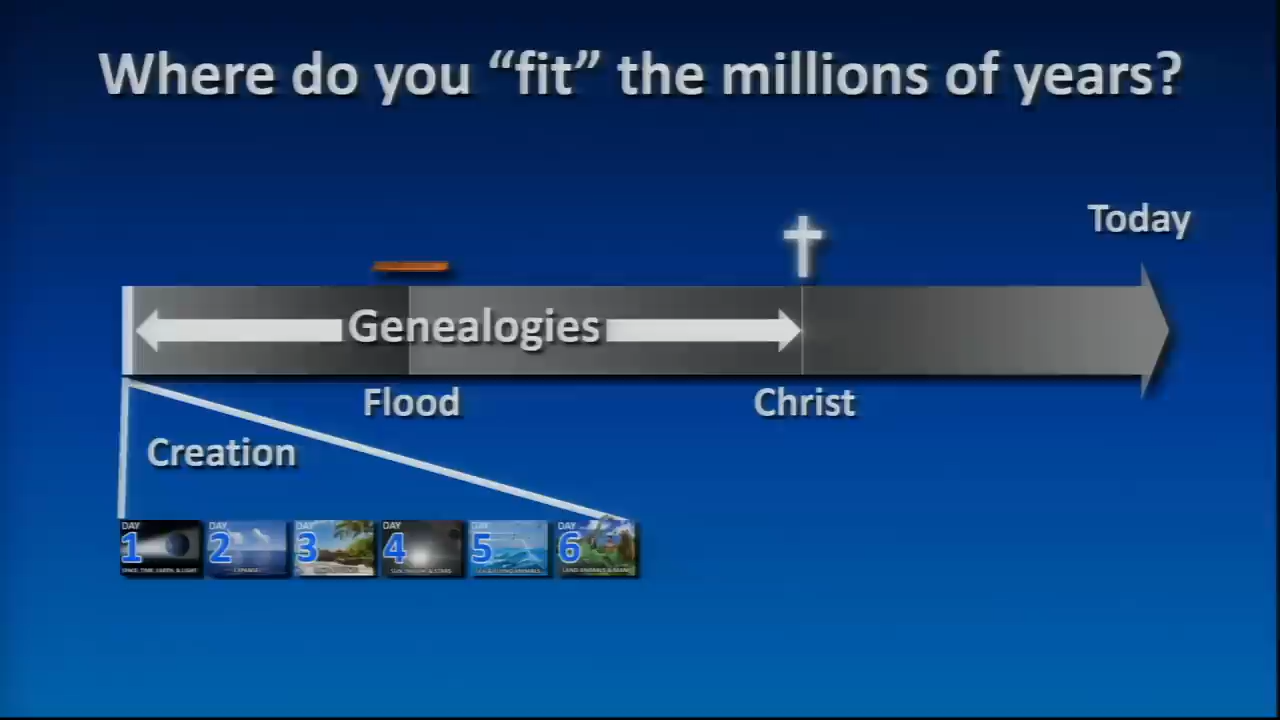 Where do you “fit” the millions of years?
Today
Genealogies
Flood
Christ
Creation
DAY
1
DAY
2
EXPANSE
DAY
3
DAY
4
DAY
5
DAY
6